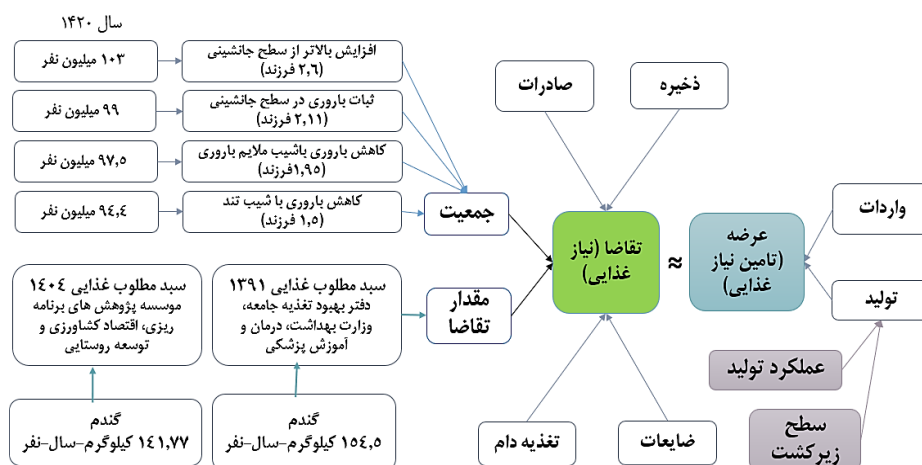 سال ۱۴۲۰
افزایش بالاتر از سطح جانشینی
(۲,۶ فرزند)
۱۰۳ میلیون نفر
ثبات باروری در سطح جانشینی
(۲,۱۱ فرزند)
۹۹ میلیون نفر
کاهش باروری باشیب ملایم باروری
(۱,۹۵فرزند)
۹۷,۵ میلیون نفر
کاهش باروری با شیب تند
(۱,۵ فرزند)
۹۴,۴ میلیون نفر
ذخیره
صادرات
واردات
تولید
عملکرد تولید
سطح
زیرکشت
عرضه
(تامین نیاز
غذایی)
≈
تقاضا (نیاز
غذایی)
جمعیت
مقدار
تقاضا
ضایعات
تغذیه دام
سبد مطلوب غذایی ۱۳۹۱
دفتر بهبود تغذیه جامعه،
وزارت بهداشت، درمان و
آموزش پزشکی
سبد مطلوب غذایی ۱۴۰۴
موسسه پژوهش های برنامه
ریزی، اقتصاد کشاورزی و
توسعه روستایی
گندم
۱۵۴,۵ کیلوگرم-سال-نفر
گندم
۱۴۱,۷۷ کیلوگرم-سال-نفر